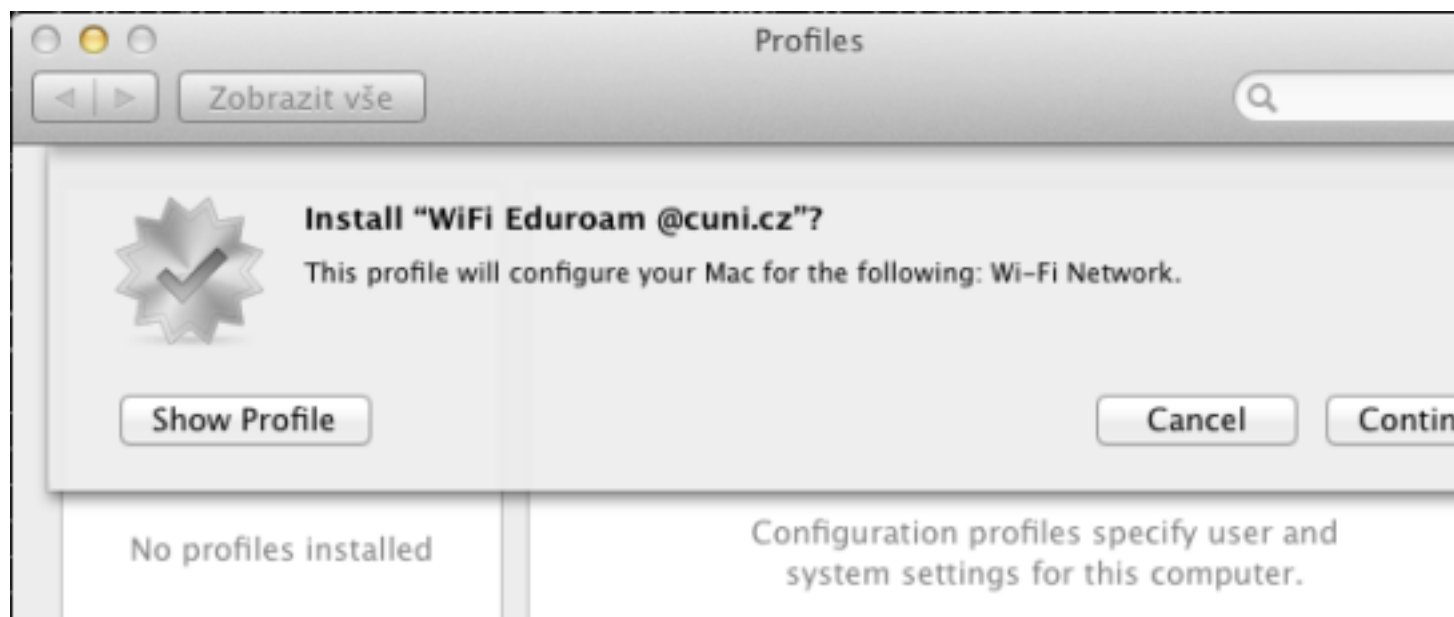 Profiles
Zobrazit vše
Install “WiFi Eduroam @cuni.cz”?
This profile will configure your Mac for the following: Wi-Fi Network.
Show Profile
Cancel
Contin
No profiles installed
Configuration profiles specify user and
system settings for this computer.